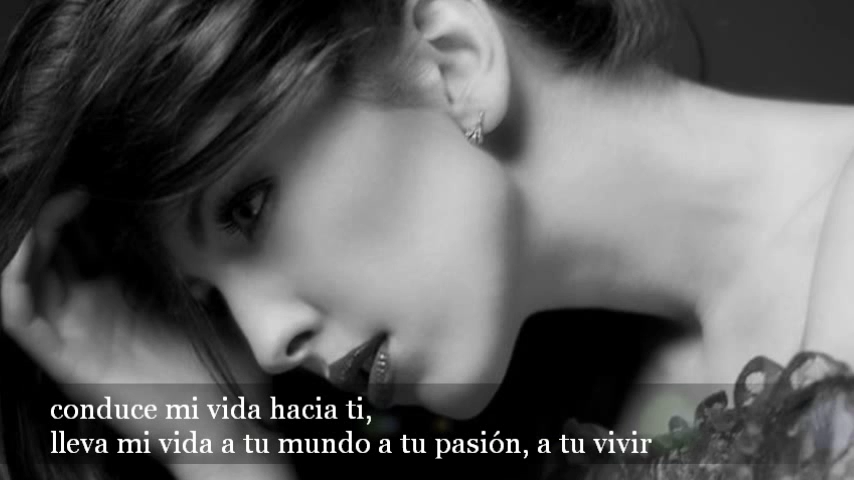 conduce mi vida hacia ti,
lleva mi vida a tu mundo a tu pasión, a tu vivir